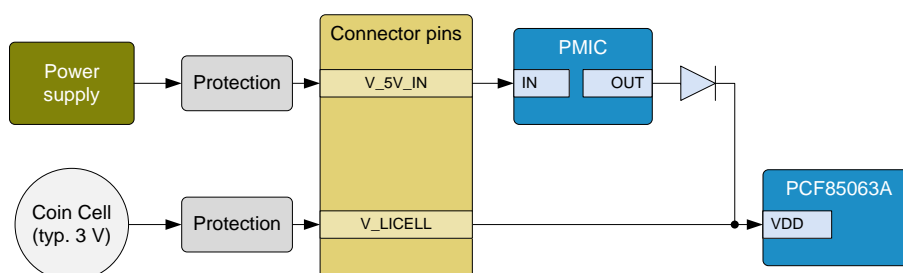 Connector pins
PMIC
Power
supply
Protection
V_5V_IN
IN
OUT
Coin Cell
(typ. 3 V)
Protection
V_LICELL
PCF85063A
VDD